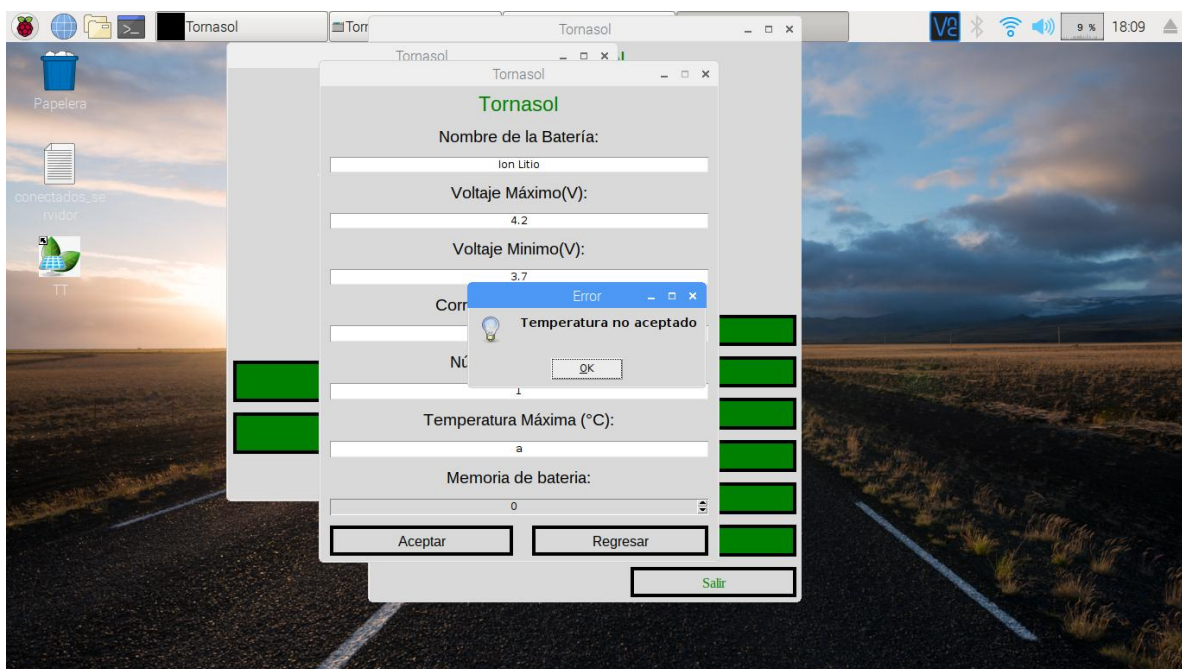 Tornasol
Torr
Tornasol
9 %
18:09
Papelera
conectados_se
rvidor
TT
Tornasol
Tornasol
Tornasol
Nombre de la Batería:
Ion Litio
Voltaje Máximo(V):
4.2
Voltaje Minimo(V):
3.7
Corr
Error
Temperatura no aceptado
OK
Nú
1
Temperatura Máxima (°C):
a
Memoria de bateria:
0
Aceptar
Regresar
Salir